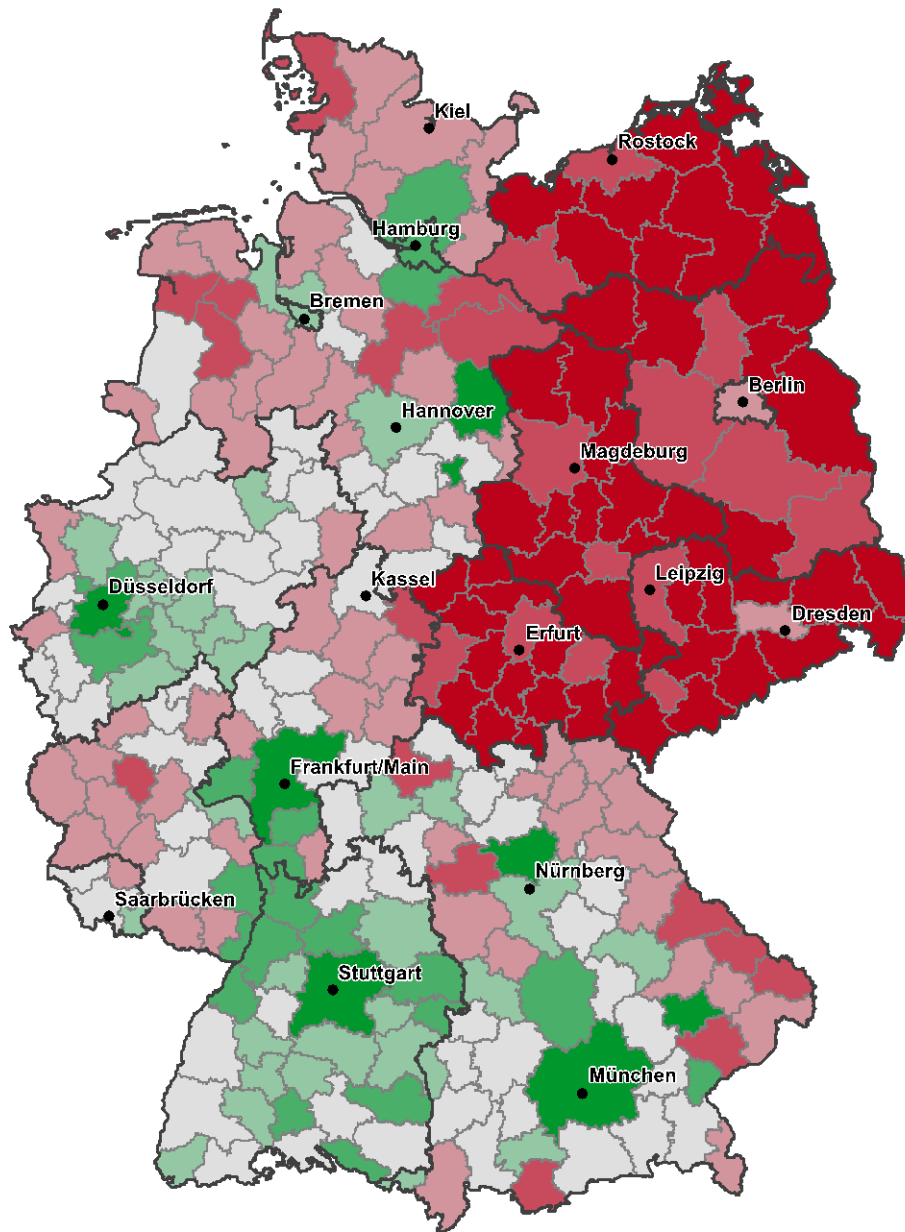 Kiel
Rostock
Hamburg
Bremen
Berlin
Hannover
Magdeburg
Düsseldorf
Kassel
Leipzig
Dresden
Erfurt
Frankfurt/Main
Nürnberg
Saarbrücken
Stuttgart
München